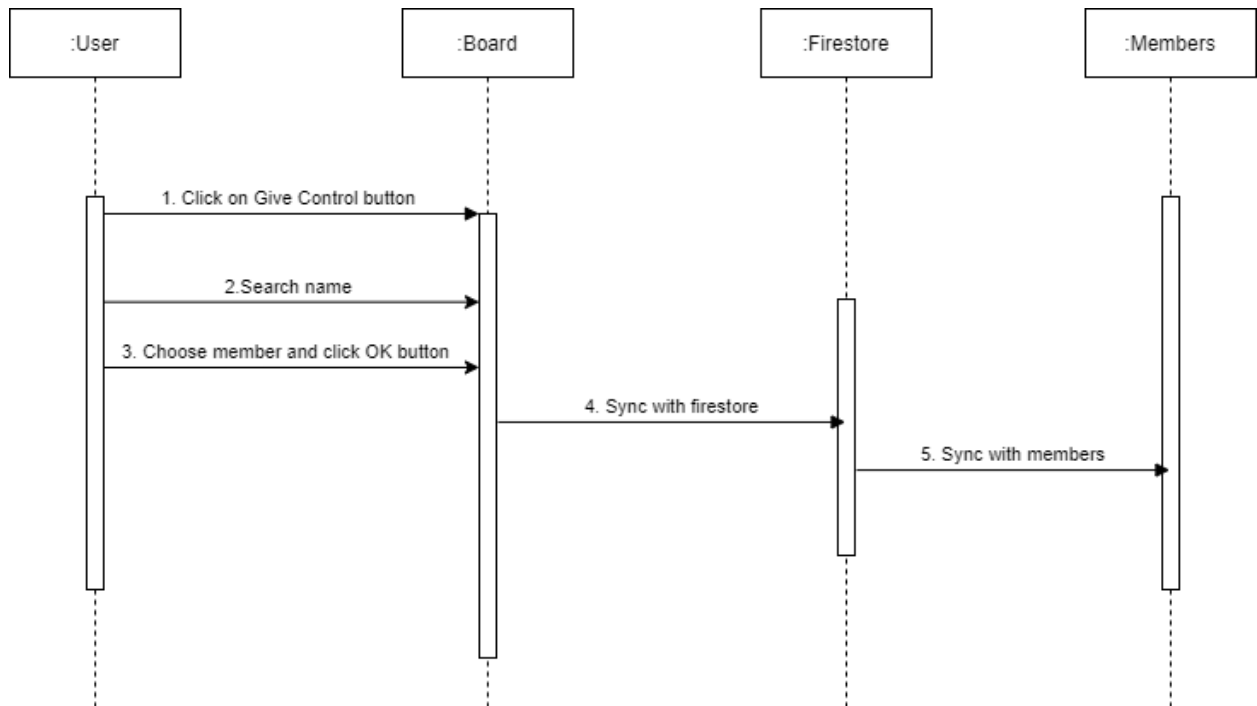 :User
:Board
:Firestore
:Members
1. Click on Give Control button
2.Search name
3. Choose member and click OK button
4. Sync with firestore
5. Sync with members